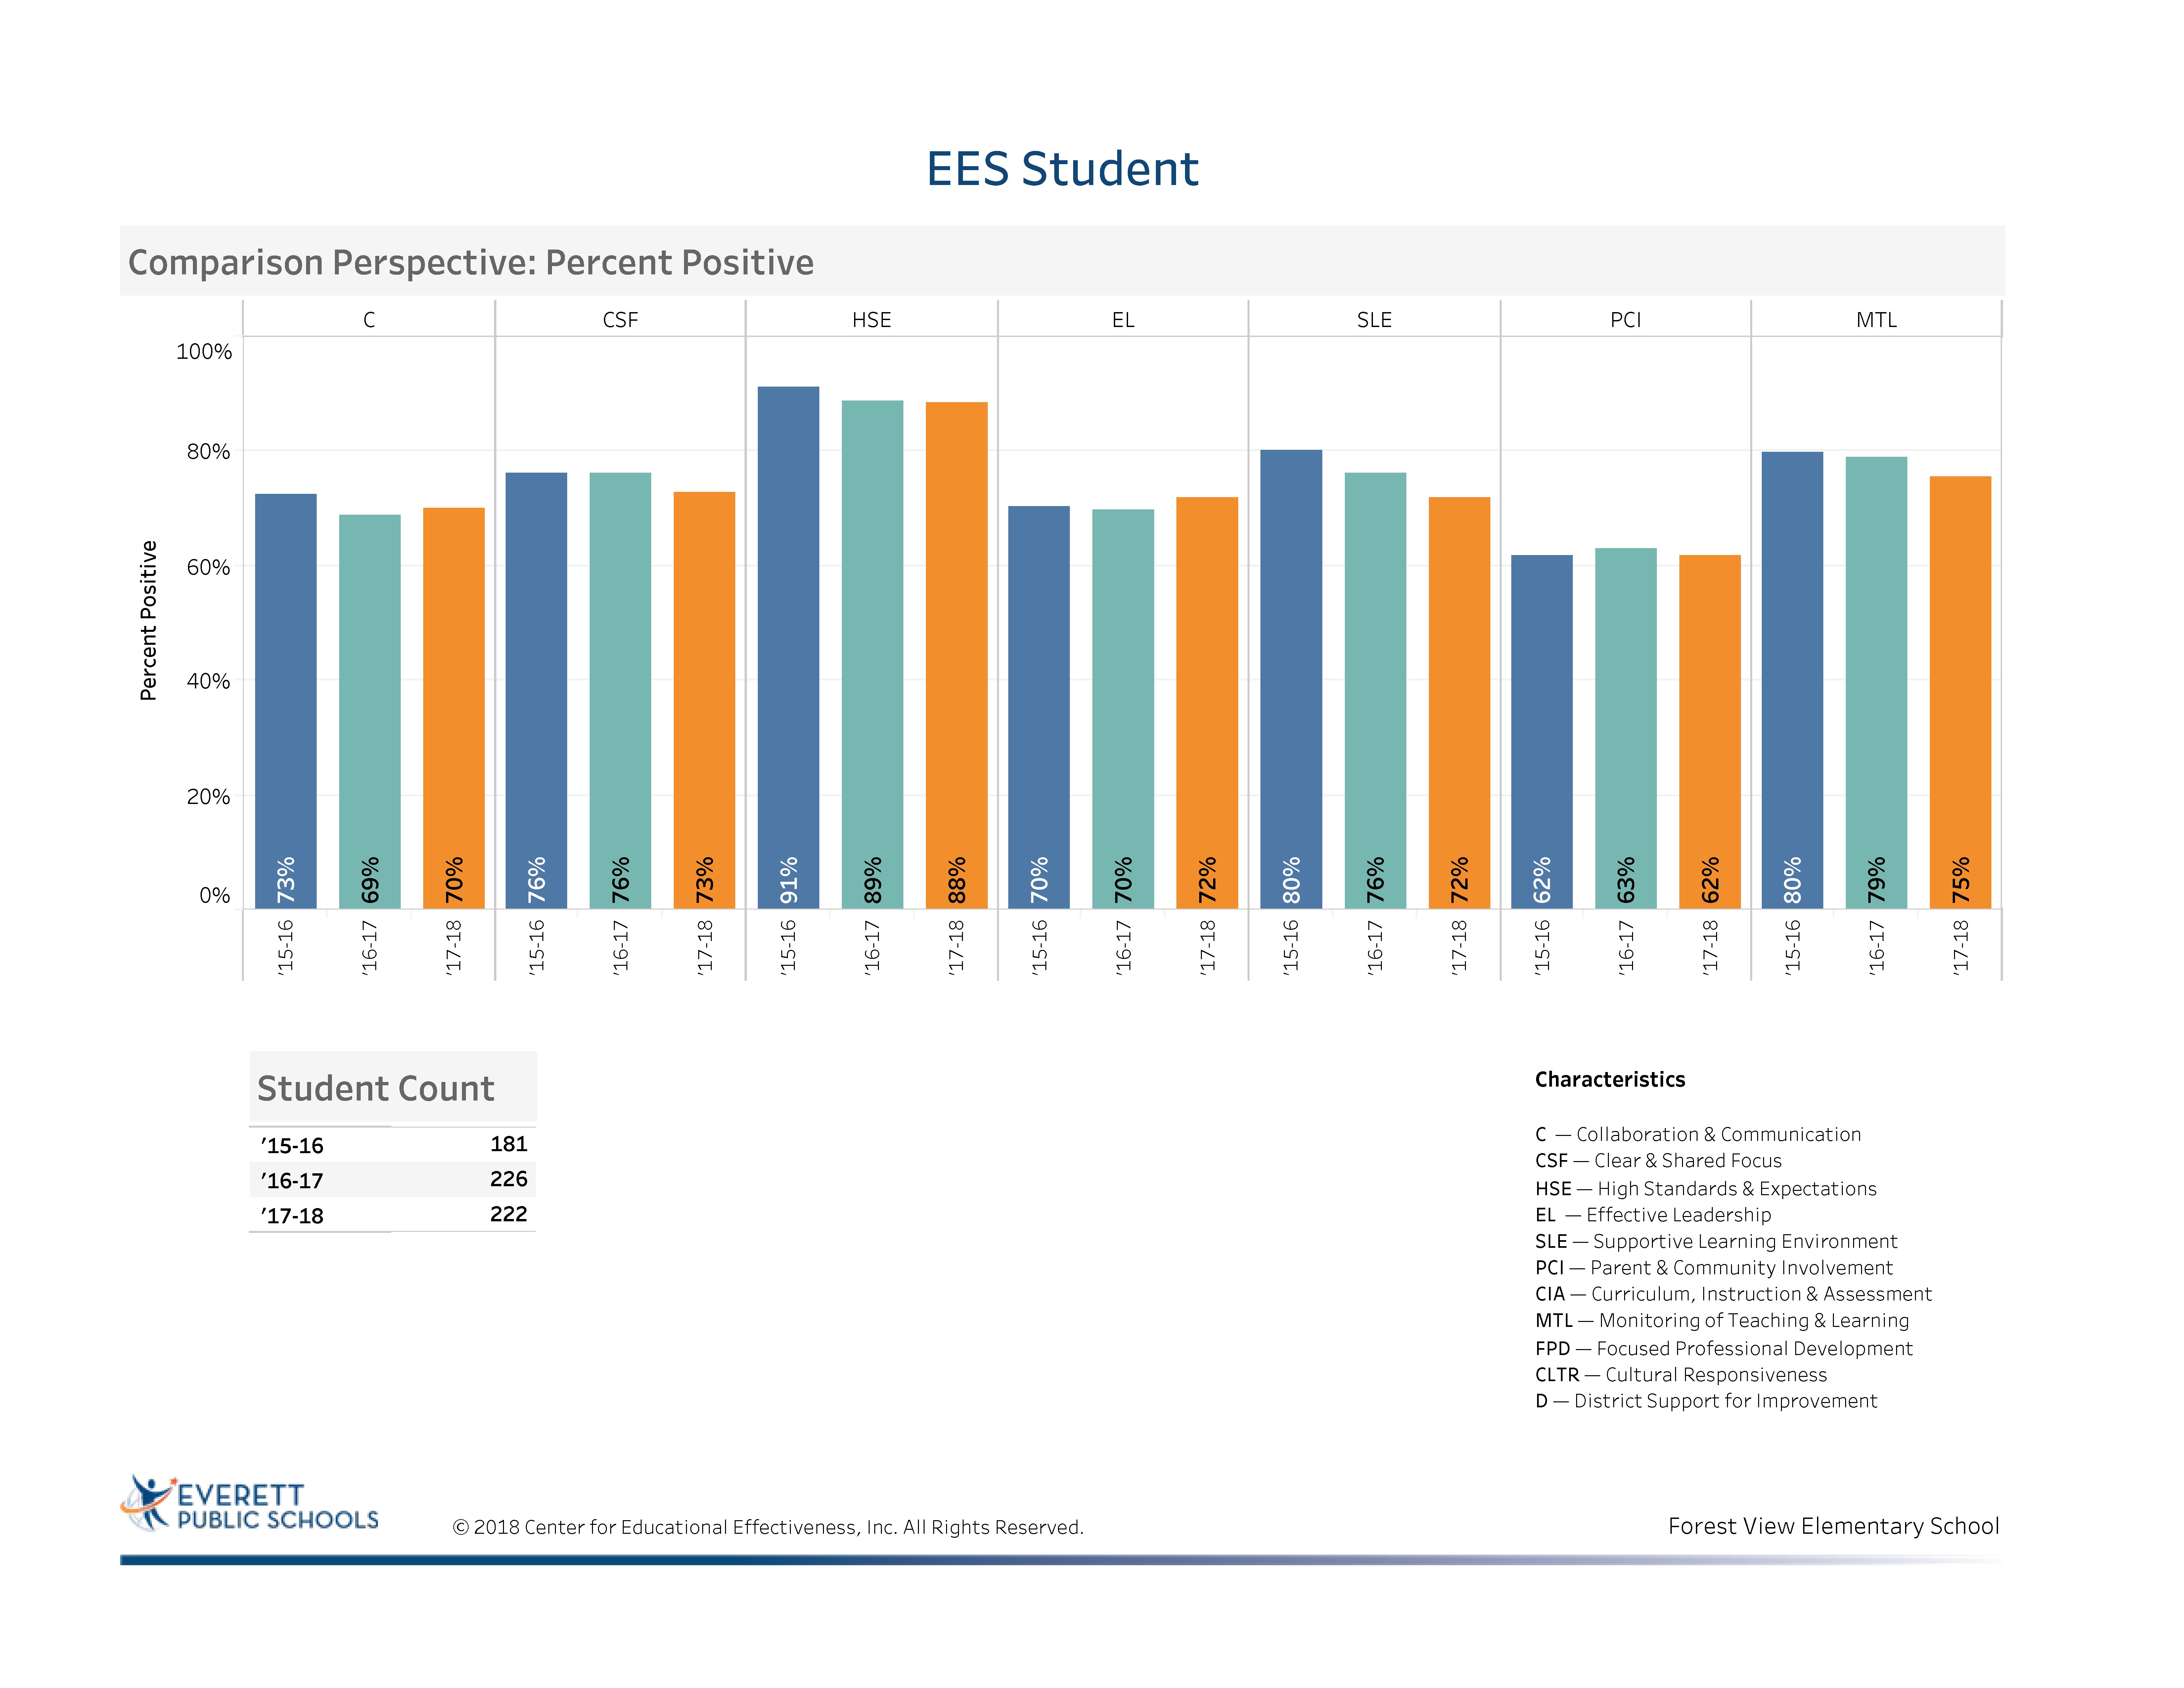 EES Student
Comparison Perspective: Percent Positive
C CSF HSE EL SLE PCI MTL
100%
80%
60%
40%
20%
0%
Percent Positive
73% 69% 70% 76% 76% 73% 91% 89% 88% 70% 70% 72% 80% 76% 72% 62% 63% 62% 80% 79% 75%
'15-16 '16-17 '17-18 '15-16 '16-17 '17-18 '15-16 '16-17 '17-18 '15-16 '16-17 '17-18 '15-16 '16-17 '17-18 '15-16 '16-17 '17-18 '15-16 '16-17 '17-18
Student Count
'15-16 181
'16-17 226
'17-18 222
Characteristics
C — Collaboration & Communication
CSF — Clear & Shared Focus
HSE — High Standards & Expectations
EL — Effective Leadership
SLE — Supportive Learning Environment
PCI — Parent & Community Involvement
CIA — Curriculum, Instruction & Assessment
MTL — Monitoring of Teaching & Learning
FPD — Focused Professional Development
CLTR — Cultural Responsiveness
D — District Support for Improvement
EVERETT
PUBLIC SCHOOLS
© 2018 Center for Educational Effectiveness, Inc. All Rights Reserved.
Forest View Elementary School